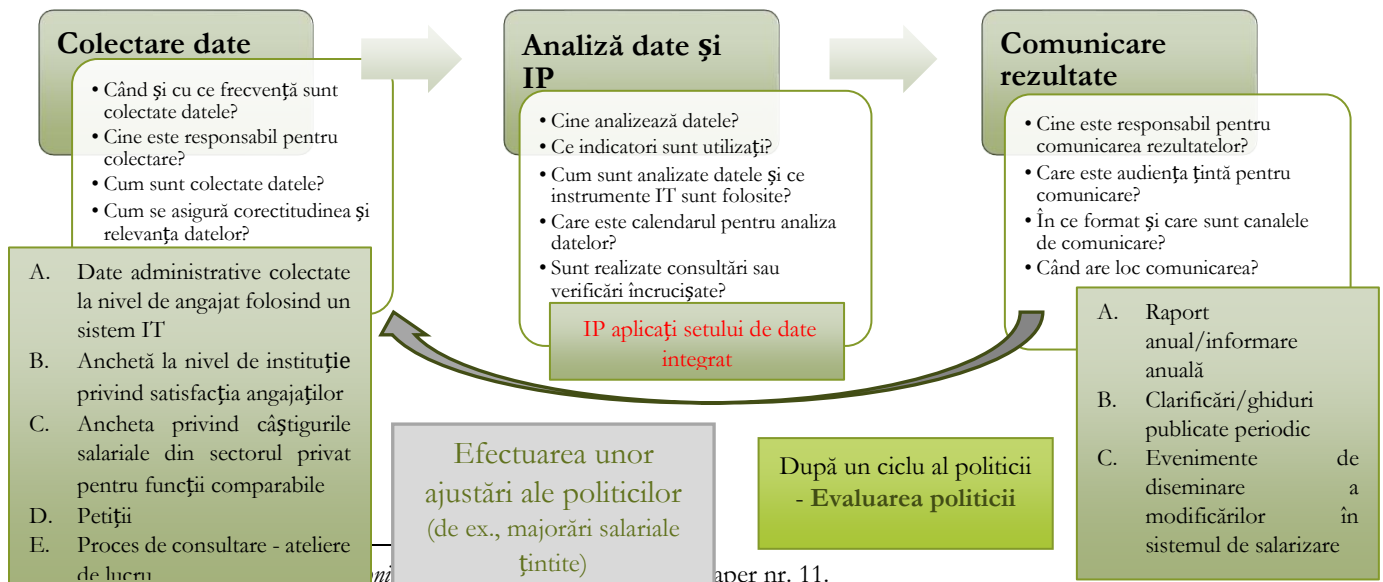 Colectare date
• Când și cu ce frecvență sunt
colectate datele?
• Cine este responsabil pentru
colectare?
• Cum sunt colectate datele?
• Cum se asigură corectitudinea și
relevanța datelor?
A. Date administrative colectate
la nivel de angajat folosind un
sistem IT
B. Anchetă la nivel de instituție
privind satisfacția angajaților
C. Ancheta privind câștigurile
salariale din sectorul privat
pentru funcții comparabile
D. Petiții
E. Proces de consultare - ateliere
de lucru
Analiză date și
IP
• Cine analizează datele?
• Ce indicatori sunt utilizați?
• Cum sunt analizate datele și ce
instrumente IT sunt folosite?
• Care este calendarul pentru analiza
datelor?
• Sunt realizate consultări sau
verificări încrucișate?
IP aplicați setului de date
integrat
Comunicare
rezultate
• Cine este responsabil pentru
comunicarea rezultatelor?
• Care este audiența țintă pentru
comunicare?
• În ce format și care sunt canalele
de comunicare?
• Când are loc comunicarea?
A. Raport
anual/informare
anuală
B. Clarificări/ghiduri
publicate periodic
C. Evenimente de
diseminare a
modificărilor în
sistemul de salarizare
Efectuarea unor
ajustări ale politicilor
(de ex., majorări salariale
țintite)
După un ciclu al politicii
- Evaluarea politicii
aper nr. 11.